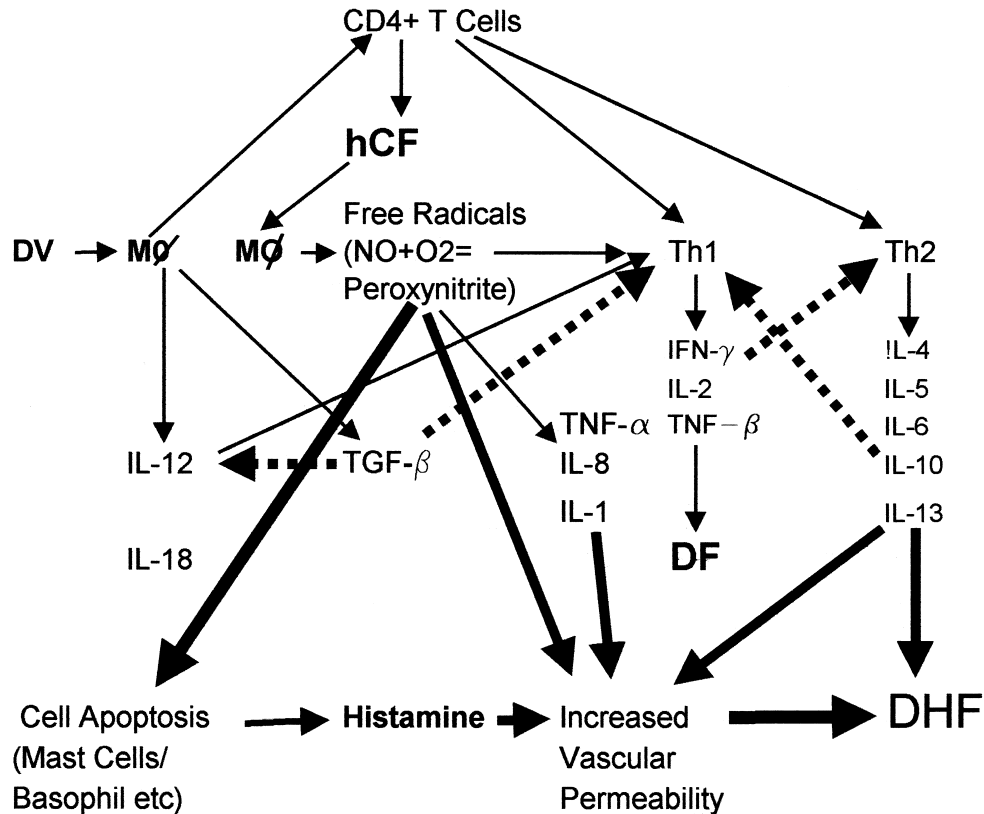 CD4+ T Cells
hCF
Free Radicals
DV
MØ
MØ
(NO+O2=
Peroxynitrite)
Th1
Th2
IFN-γ
IL-2
TNF-β
!L-4
IL-5
IL-6
IL-10
IL-13
TNF-α
IL-8
IL-1
IL-12
TGF-β
IL-18
DF
Cell Apoptosis
(Mast Cells/
Basophil etc)
Histamine
Increased
Vascular
Permeability
DHF